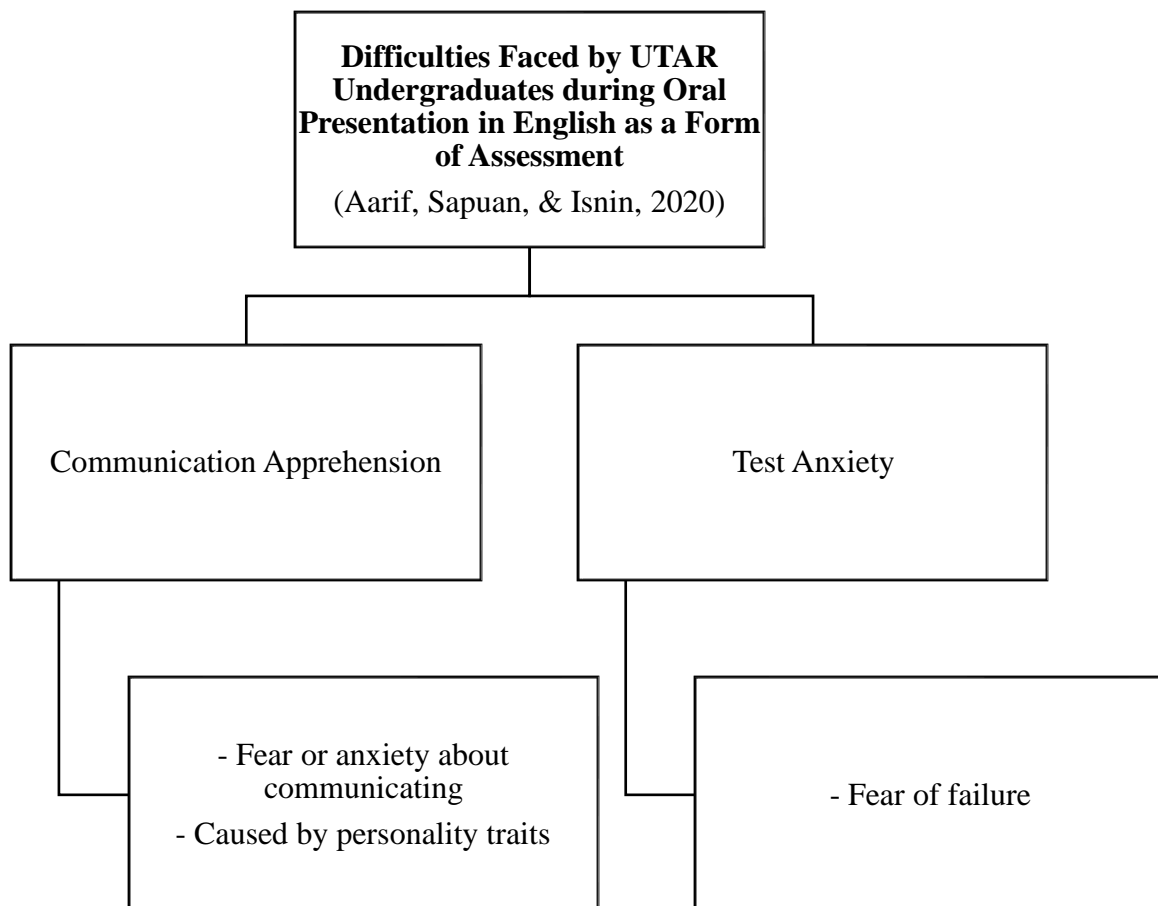 Difficulties Faced by UTAR
Undergraduates during Oral
Presentation in English as a Form
of Assessment
(Aarif, Sapuan, & Isnin, 2020)
Communication Apprehension
Test Anxiety
- Fear or anxiety about
communicating
- Caused by personality traits
- Fear of failure